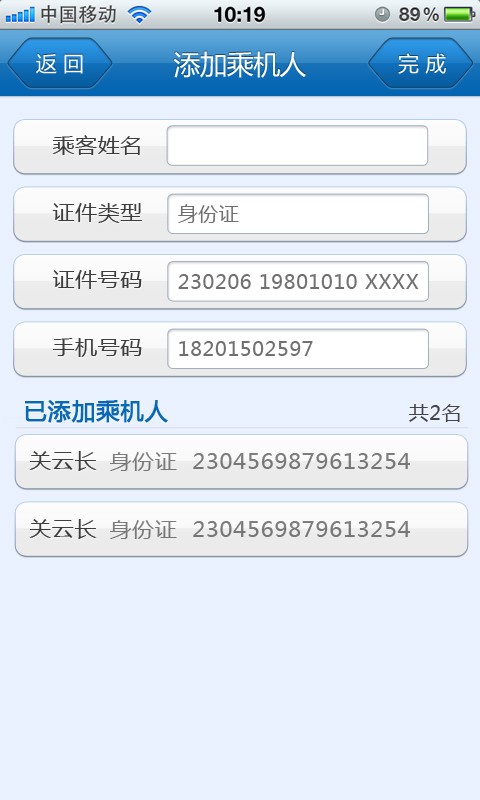 中国移动 10:19 89%
返回 添加乘机人 完成
乘客姓名
证件类型 身份证
证件号码 230206 19801010 XXXX
手机号码 18201502597
已添加乘机人 共2名
关云长 身份证 2304569879613254
关云长 身份证 2304569879613254